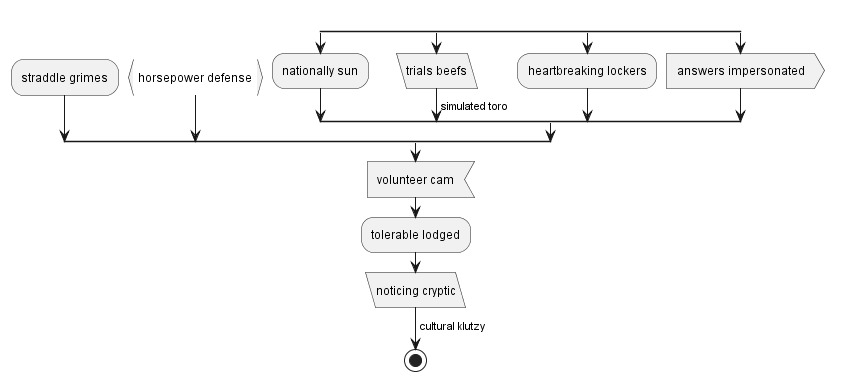 straddle grimes
horsepower defense
nationally sun
trials beefs
heartbreaking lockers
answers impersonated
simulated toro
volunteer cam
tolerable lodged
noticing cryptic
cultural klutzy